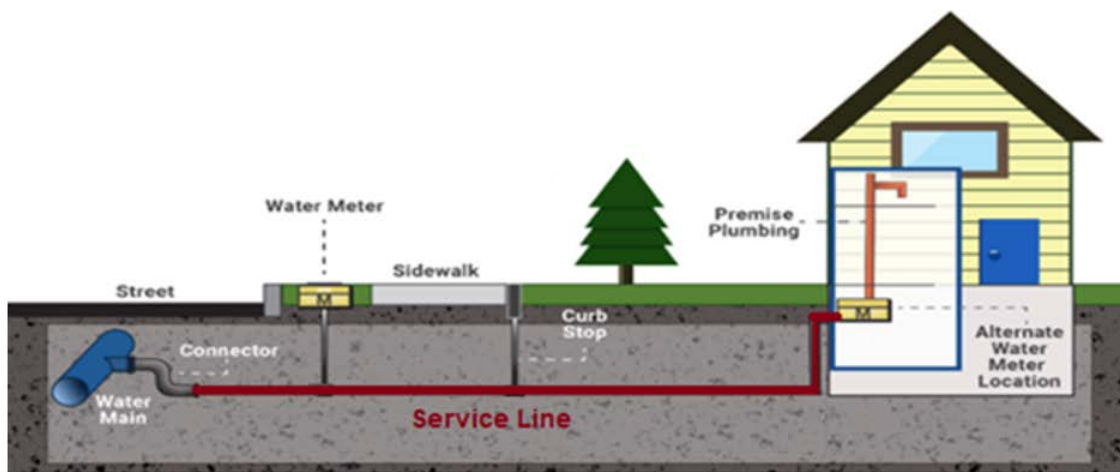 Water Meter
Premise
Plumbing
Sidewalk
Street
M
M
Curb
Stop
Connector
Alternate
Water
Meter
Location
Water
Main
Service Line